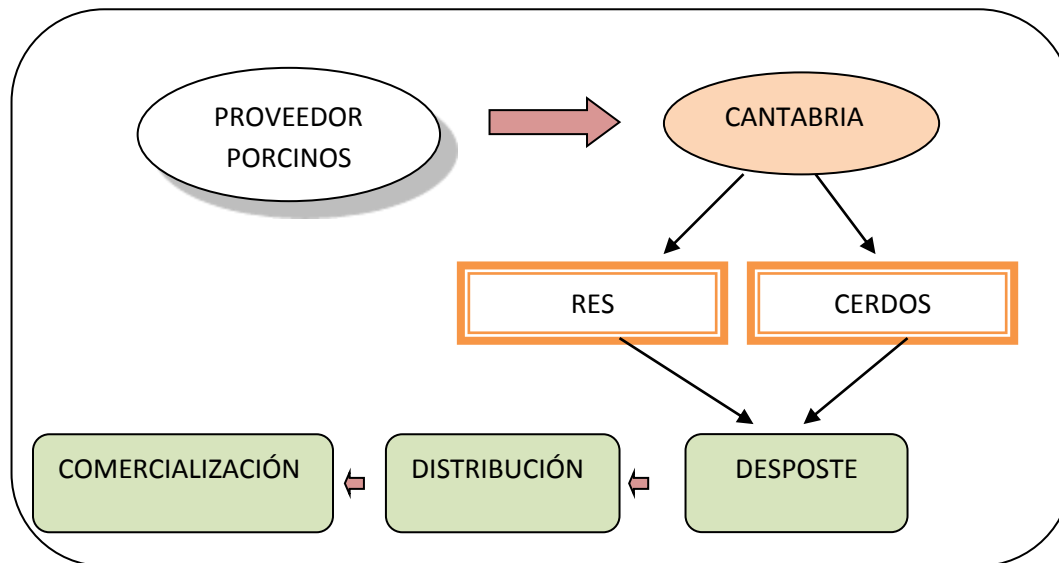 PROVEEDOR
PORCINOS
CANTABRIA
RES
CERDOS
COMERCIALIZACIÓN
DISTRIBUCIÓN
DESPOSTE